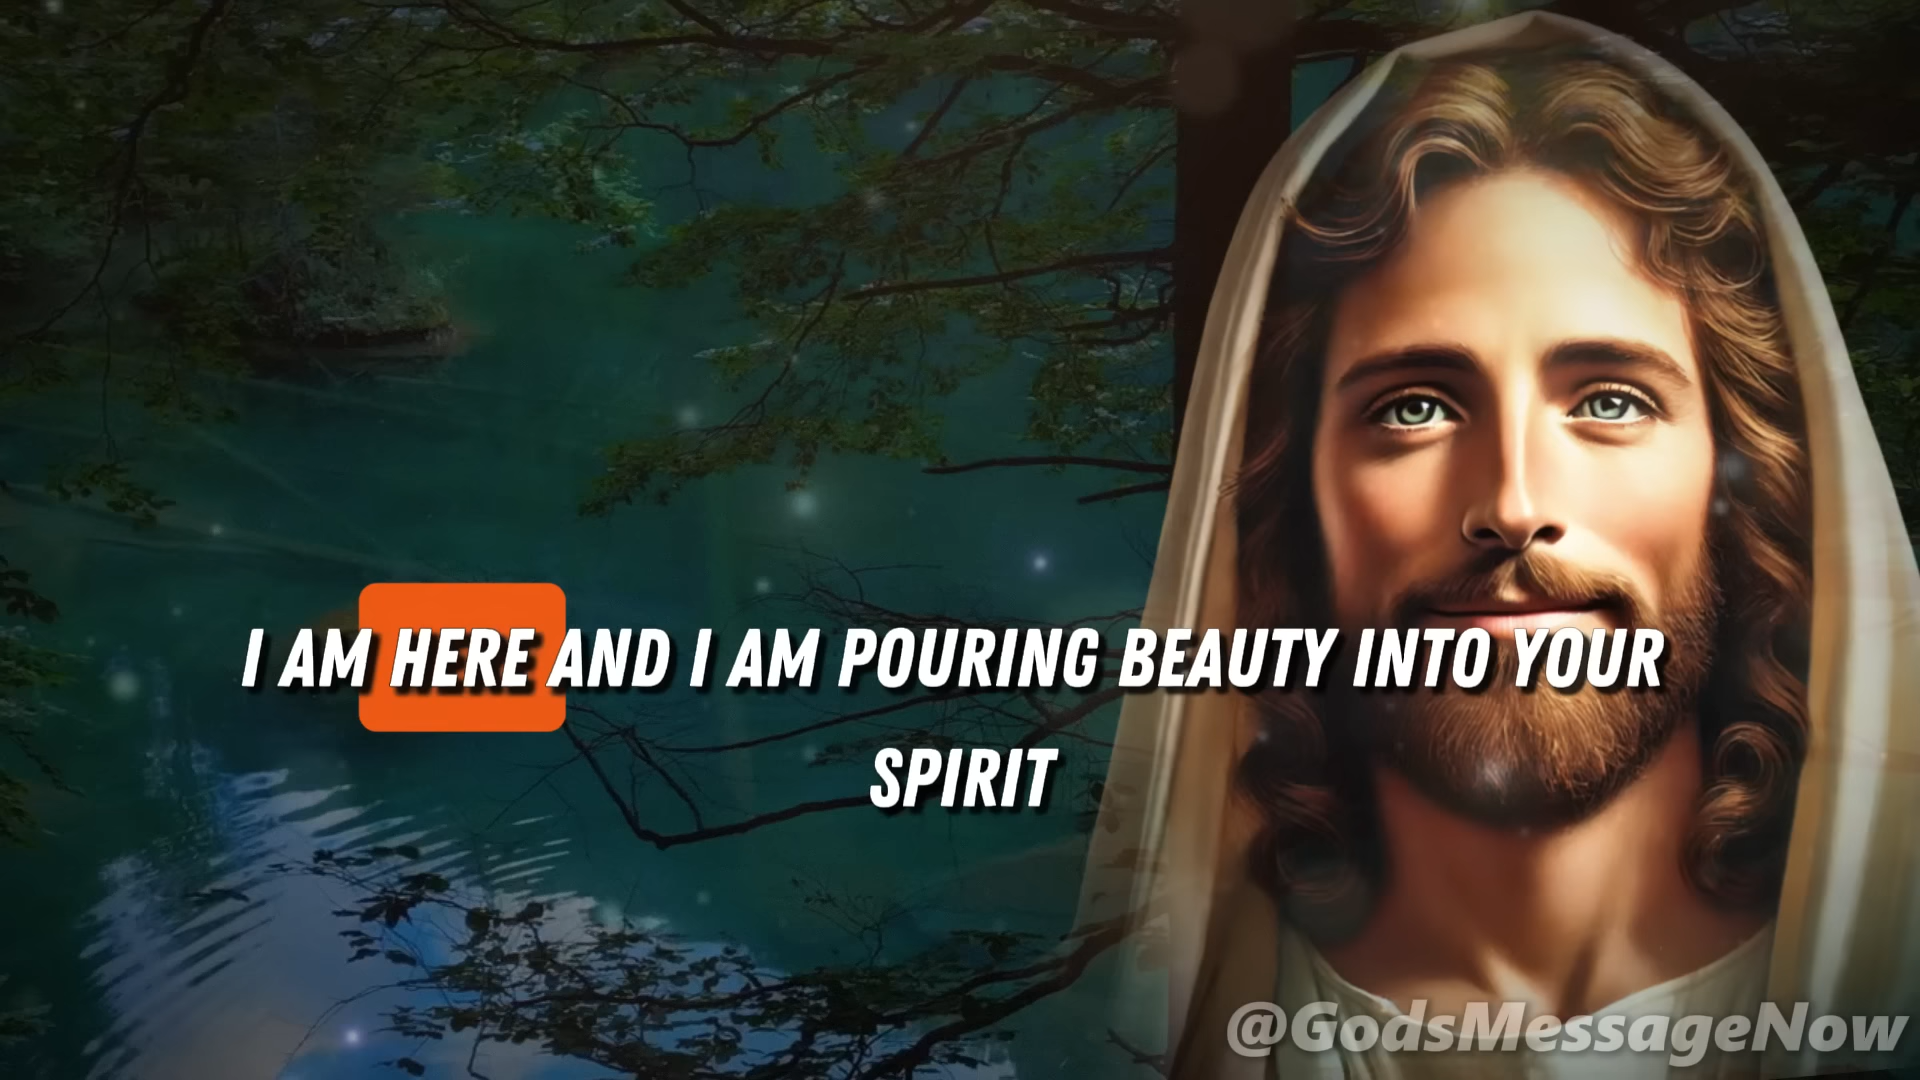 I AM HERE AND I AM POURING BEAUTY INTO YOUR
SPIRIT
@GodsMessageNow